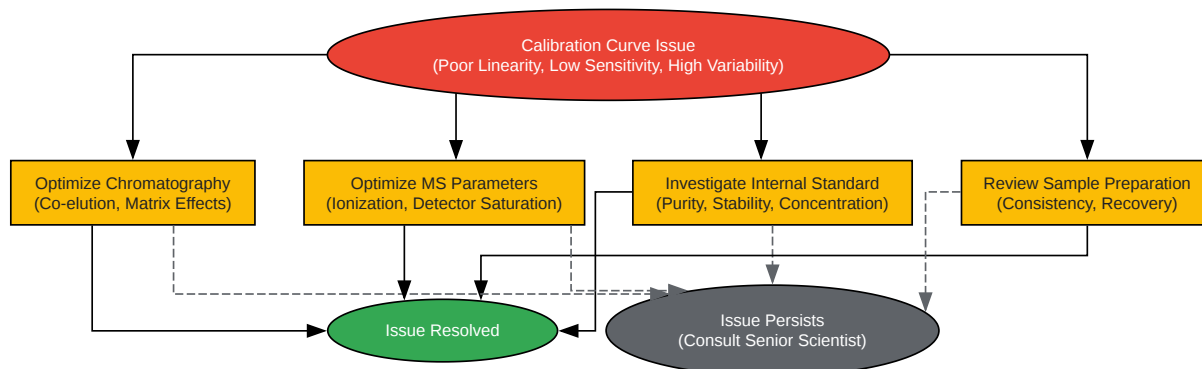 Calibration Curve Issue
(Poor Linearity, Low Sensitivity, High Variability)
Optimize Chromatography
(Co-elution, Matrix Effects)
Optimize MS Parameters
(Ionization, Detector Saturation)
Investigate Internal Standard
(Purity, Stability, Concentration)
Review Sample Preparation
(Consistency, Recovery)
Issue Resolved
Issue Persists
(Consult Senior Scientist)